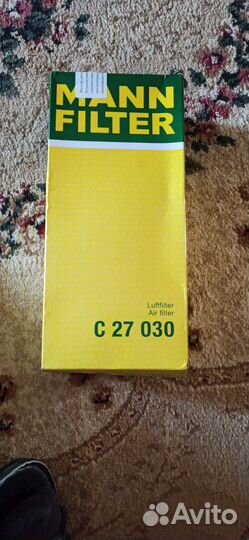 MANN
FILTER
Luftfilter
Air filter
C 27 030
Avito